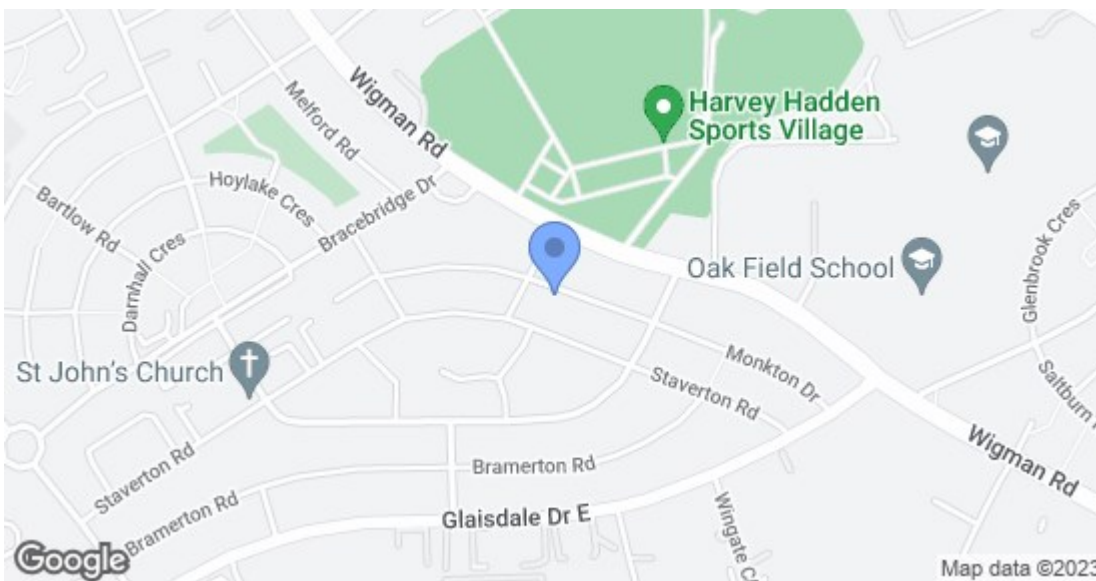 Wigman Rd
Harvey Hadden
Sports Village
Melford Rd
Hoylake Cres
Bracebridge Dr
Bartlow Rd
Darnhall Cres
Oak Field School
Glenbrook Cres
St John's Church
Monkton Dr
Staverton Rd
Saltburn
Staverton Rd
Bramerton Rd
Wigman Rd
Bramerton Rd
Glaisdale Dr E
Wingate C
Google
Map data ©2023